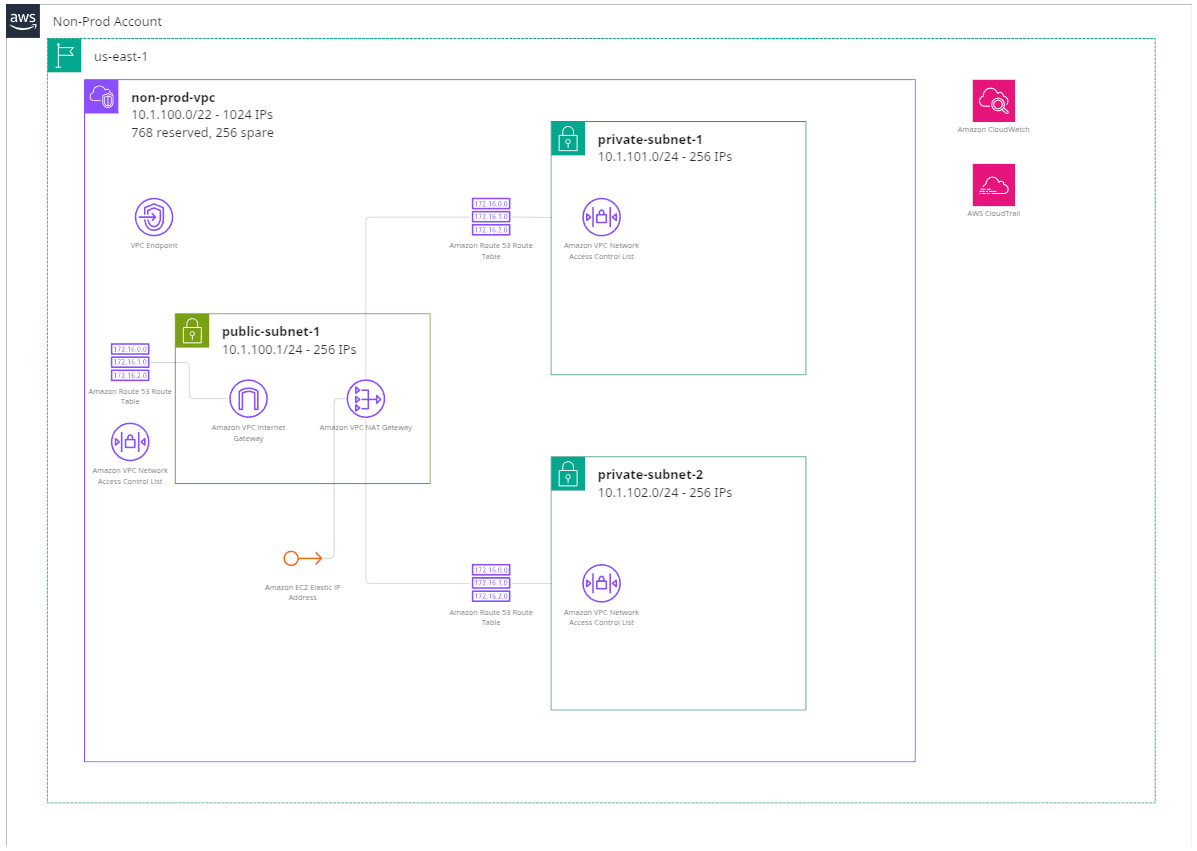 aws
Non-Prod Account
us-east-1
non-prod-vpc
10.1.100.0/22 - 1024 IPs
768 reserved, 256 spare
Amazon CloudWatch
AWS CloudTrail
private-subnet-1
10.1.101.0/24 - 256 IPs
172.16.0.0
172.16.1.0
172.16.2.0
Amazon Route 53 Route
Table
Amazon VPC Network
Access Control List
VPC Endpoint
public-subnet-1
10.1.100.1/24 - 256 IPs
172.16.0.0
172.16.1.0
172.16.2.0
Amazon Route 53 Route
Table
Amazon VPC Internet
Gateway
Amazon VPC NAT Gateway
Amazon VPC Network
Access Control List
private-subnet-2
10.1.102.0/24 - 256 IPs
Amazon EC2 Elastic IP
Address
172.16.0.0
172.16.1.0
172.16.2.0
Amazon Route 53 Route
Table
Amazon VPC Network
Access Control List